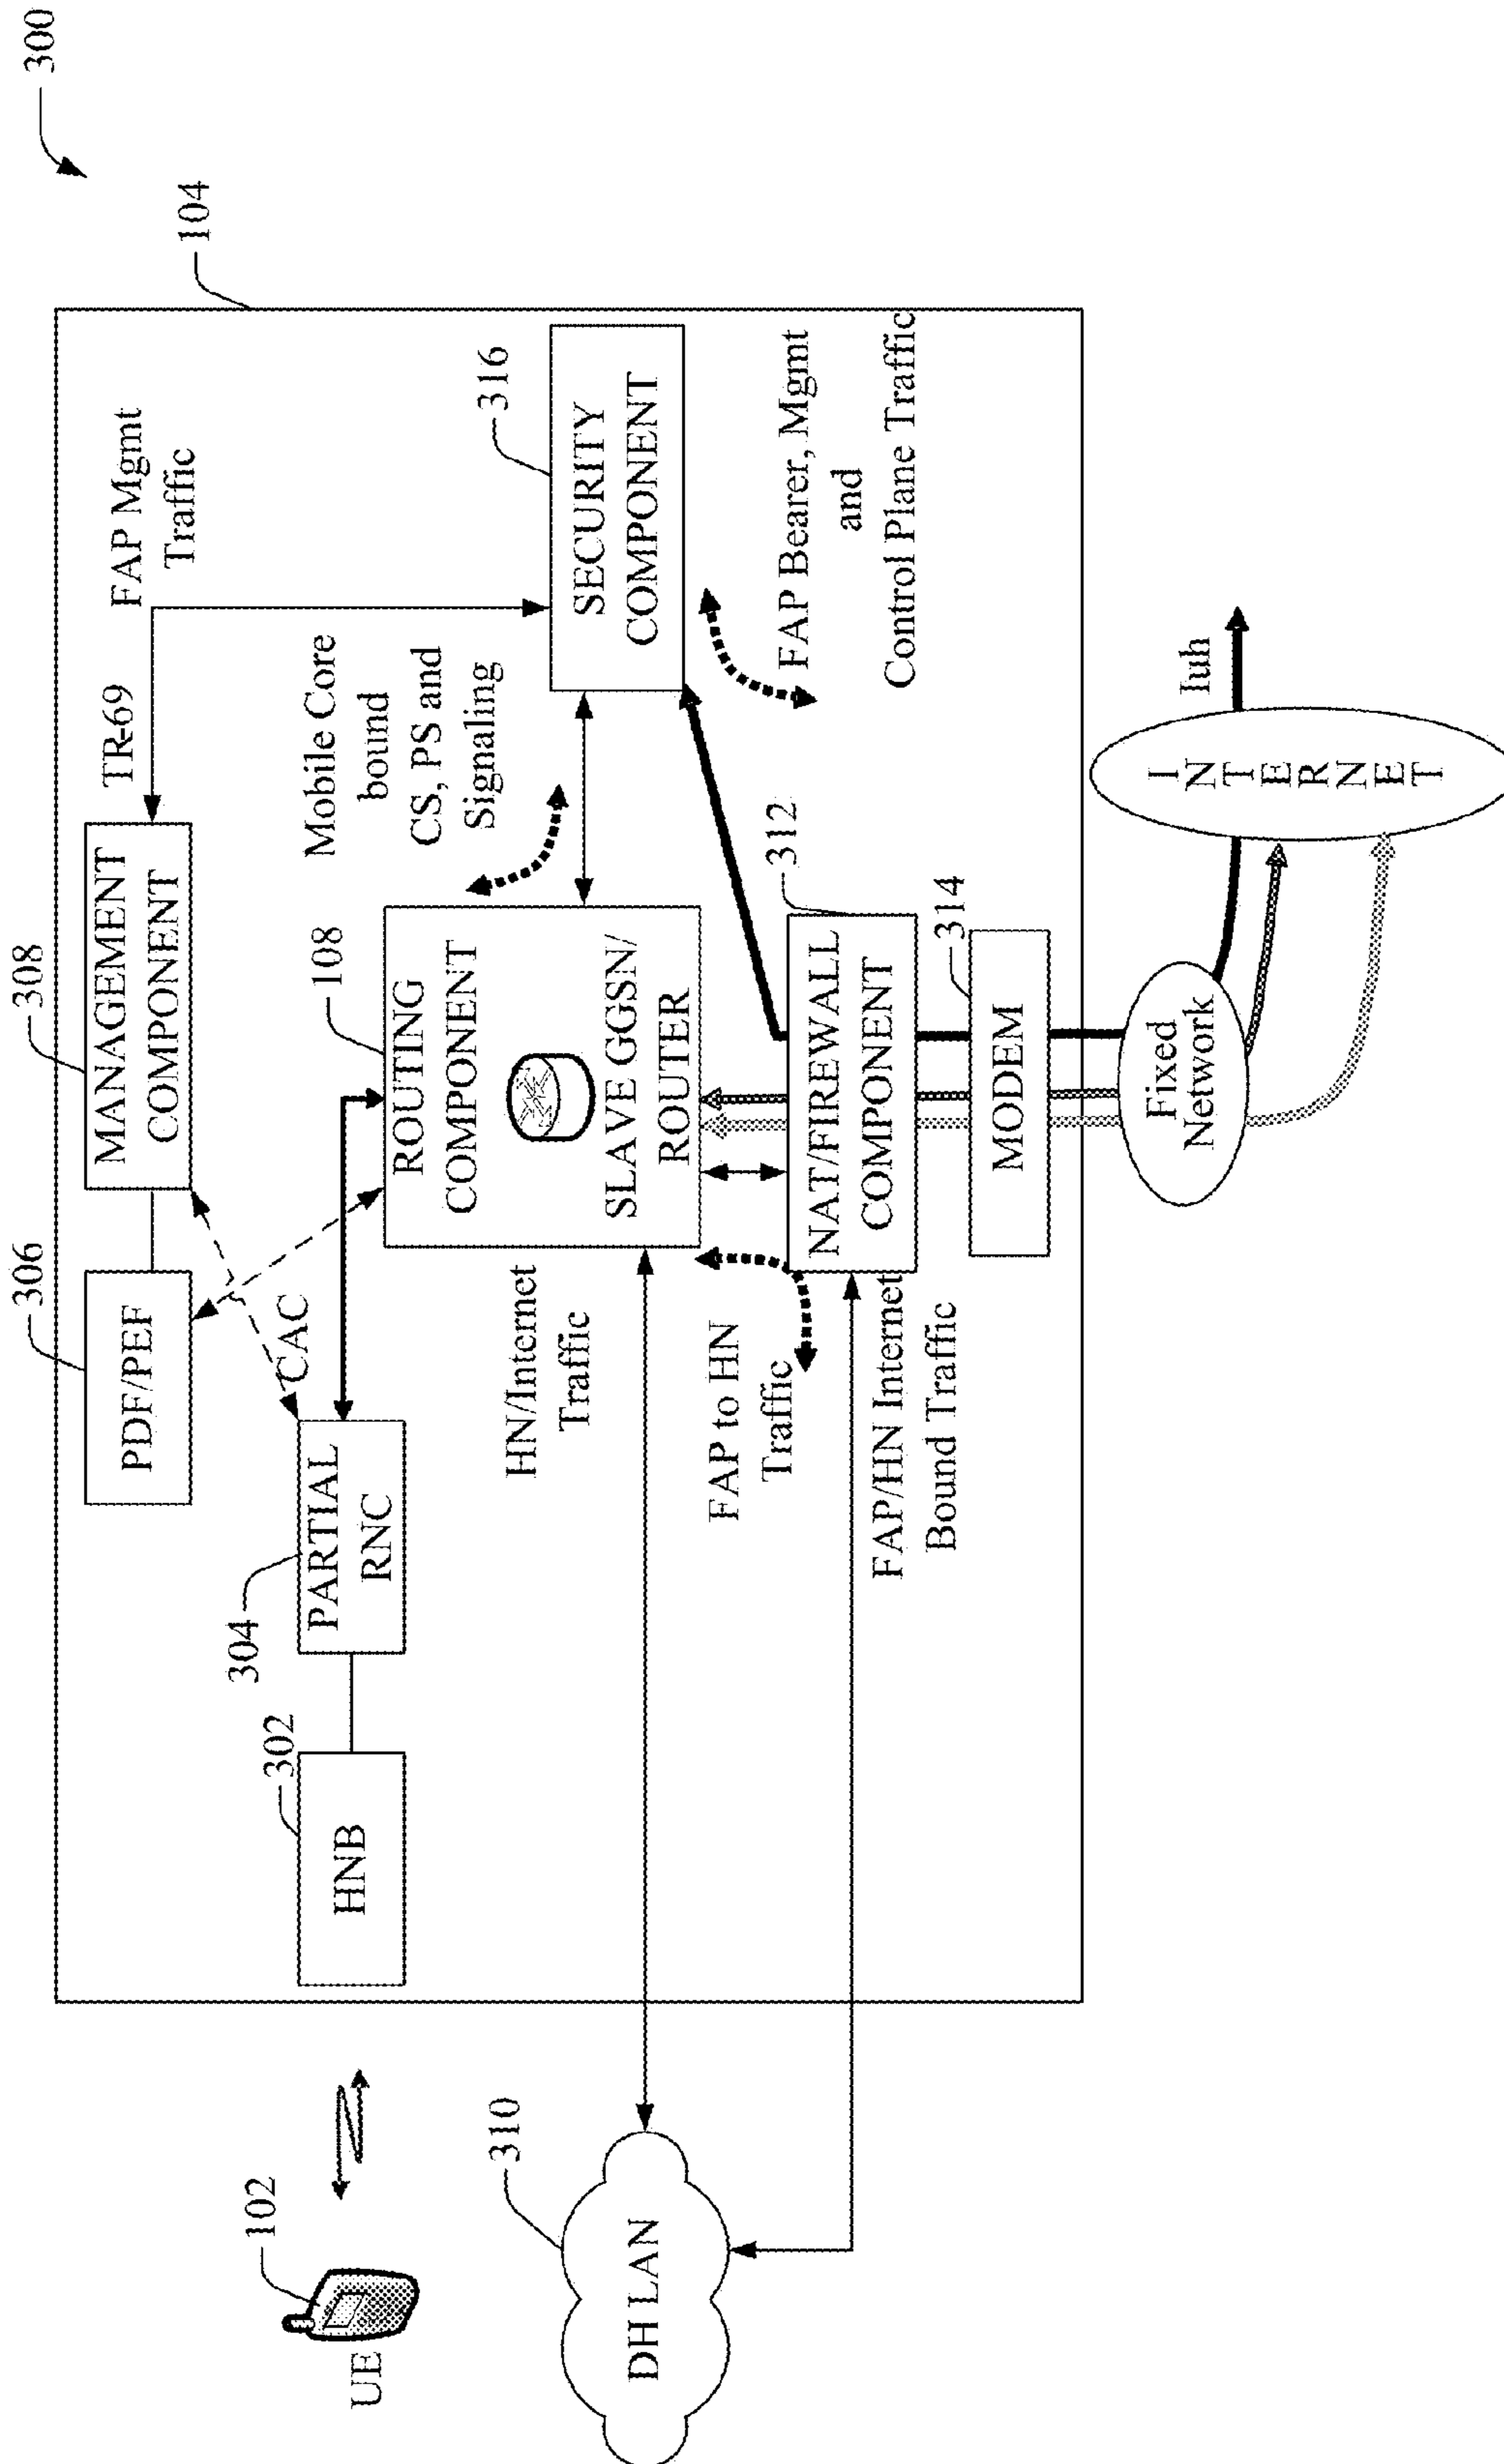 300
104
306
308
PDF/PEF
MANAGEMENT
COMPONENT
TR-69
FAP Mgmt
Traffic
302
304
HNB
PARTIAL
RNC
CAC
108
ROUTING
COMPONENT
SLAVE GGSN/
ROUTER
Mobile Core
bound
CS, PS and
Signaling
316
SECURITY
COMPONENT
102
UE
310
DH LAN
HN/Internet
Traffic
FAP to HN
Traffic
FAP/HN Internet
Bound Traffic
312
NAT/FIREWALL
COMPONENT
314
MODEM
FAP Bearer, Mgmt
and
Control Plane Traffic
Fixed
Network
INTERNET
Iuh